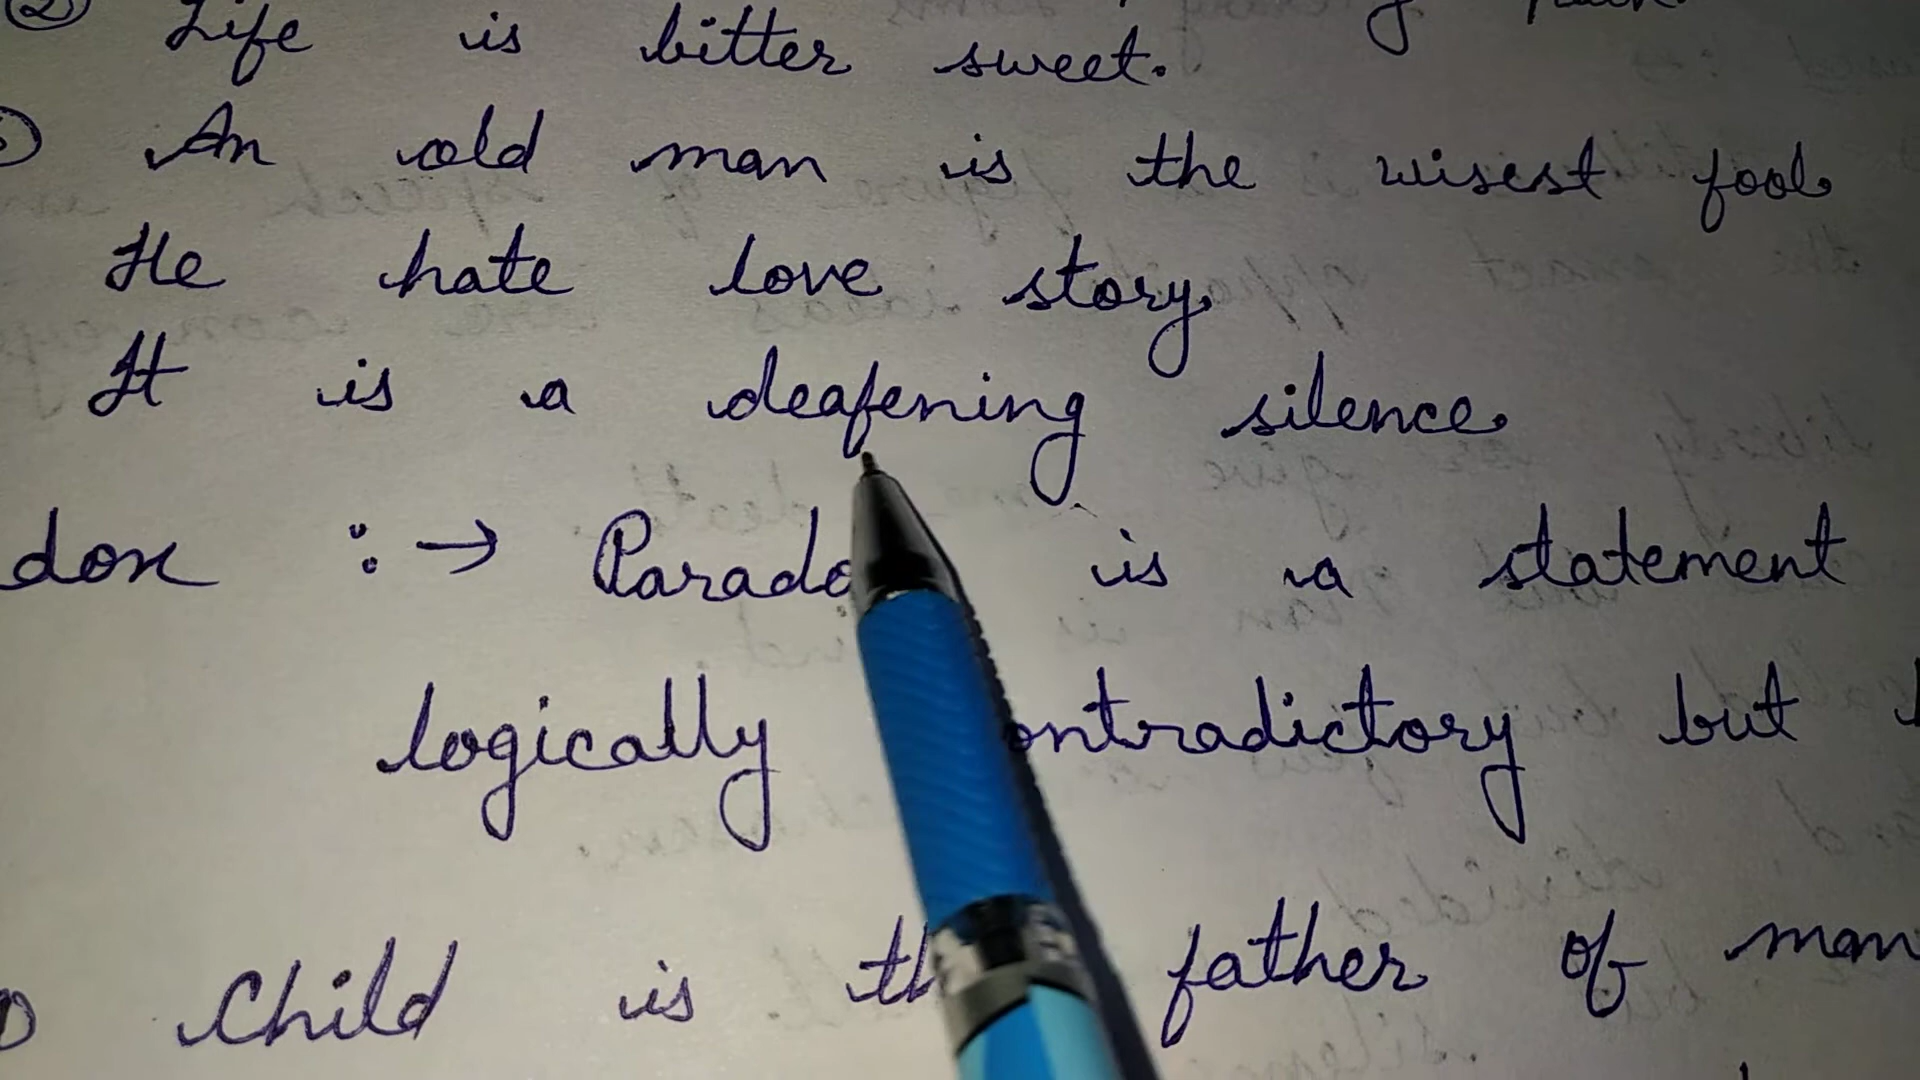 ② Life is bitter sweet.
An old man is the wisest fool.
He hate love story.
It is a deafening silence.
dox :→ Parado is a statement
logically ontradictory but
Child is th father of man